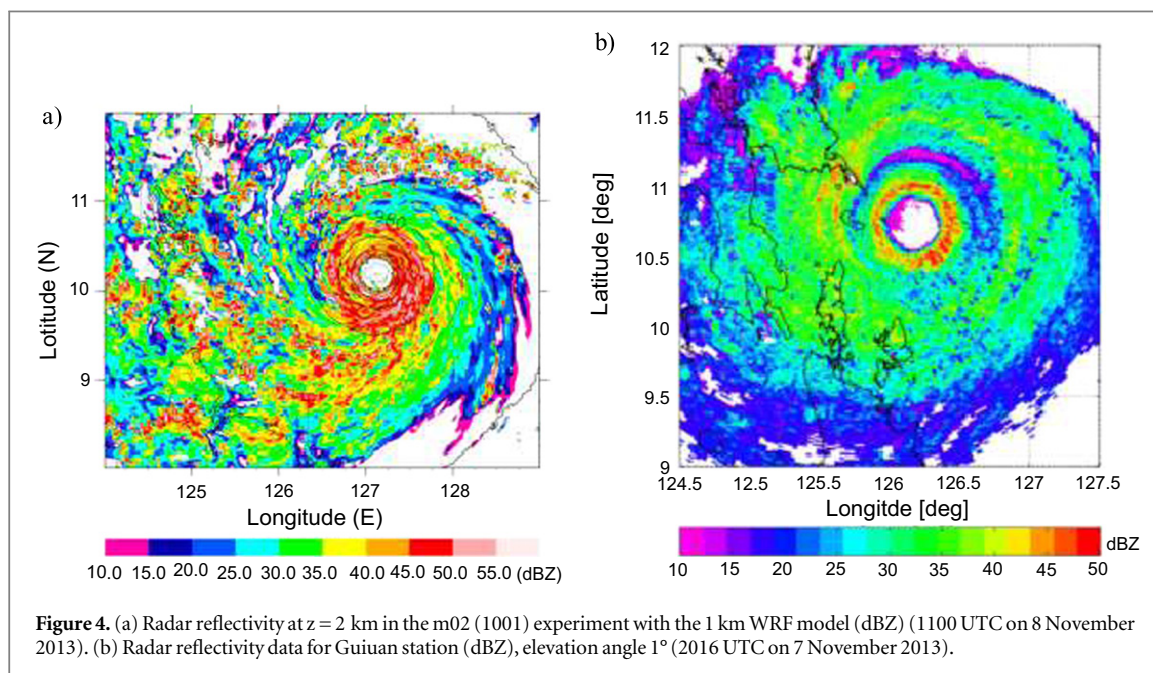 a)
11
10
9
Lotitude (N)
125
126
127
128
Longitude (E)
10.0 15.0 20.0 25.0 30.0 35.0 40.0 45.0 50.0 55.0 (dBZ)
b)
12
11.5
11
10.5
10
9.5
9
Latitude [deg]
124.5 12.5 125.5 126 126.5 127 127.5
Longitde [deg]
dBZ
10 15 20 25 30 35 40 45 50
Figure 4. (a) Radar reflectivity at z = 2 km in the m02 (1001) experiment with the 1 km WRF model (dBZ) (1100 UTC on 8 November
2013). (b) Radar reflectivity data for Guiuan station (dBZ), elevation angle 1° (2016 UTC on 7 November 2013).